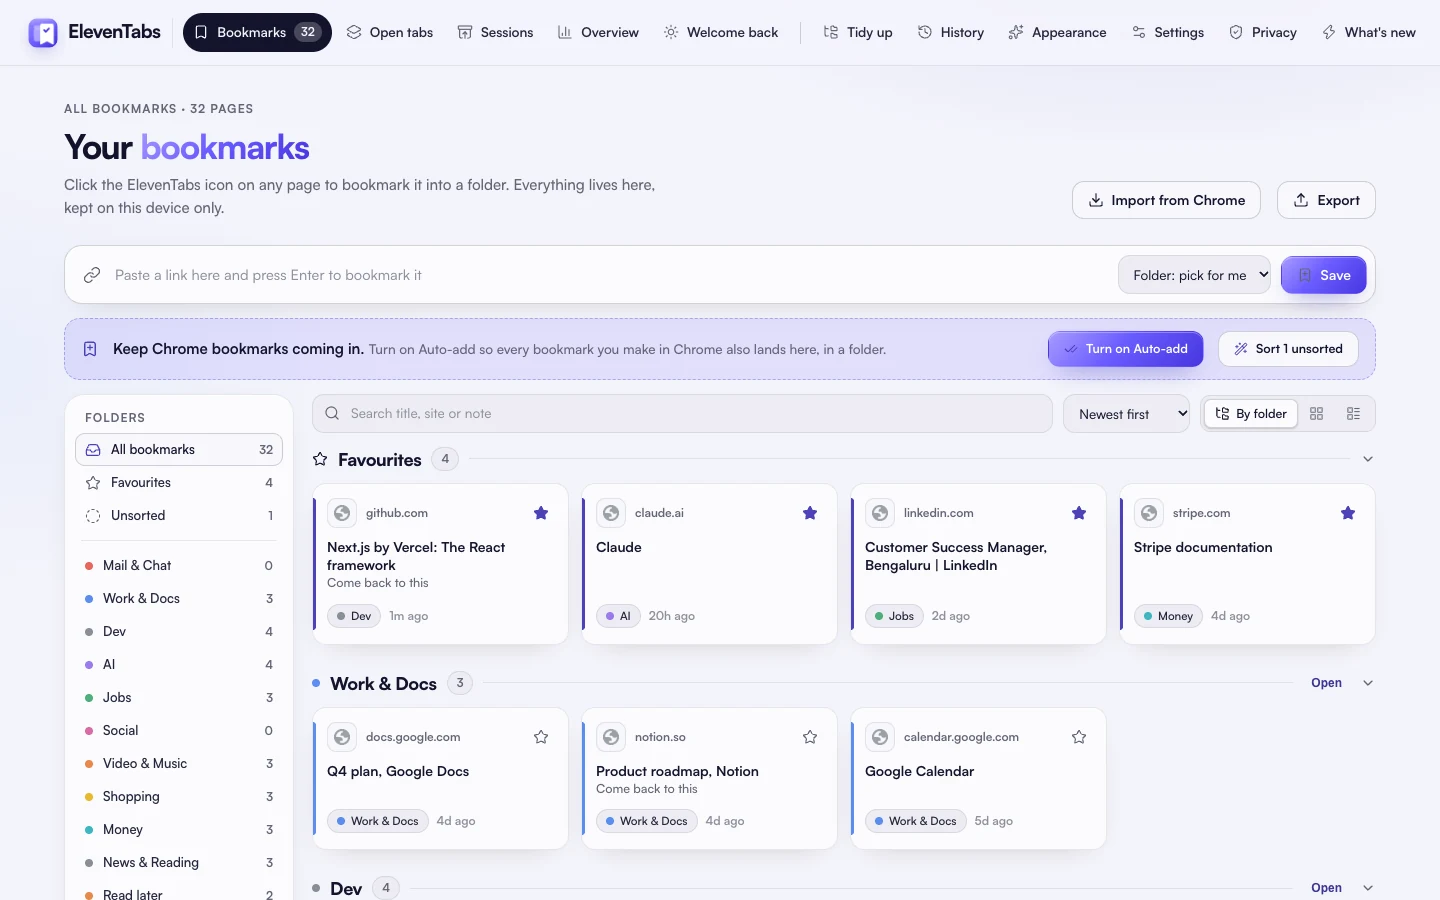 ElevenTabs
Bookmarks 32
Open tabs
Sessions
Overview
Welcome back
Tidy up
History
Appearance
Settings
Privacy
What's new
ALL BOOKMARKS • 32 PAGES
Your bookmarks
Click the ElevenTabs icon on any page to bookmark it into a folder. Everything lives here,
kept on this device only.
Import from Chrome
Export
Paste a link here and press Enter to bookmark it
Folder: pick for me
Save
Keep Chrome bookmarks coming in. Turn on Auto-add so every bookmark you make in Chrome also lands here, in a folder.
Turn on Auto-add
Sort 1 unsorted
FOLDERS
All bookmarks 32
Favourites 4
Unsorted 1
Mail & Chat 0
Work & Docs 3
Dev 4
AI 4
Jobs 3
Social 0
Video & Music 3
Shopping 3
Money 3
News & Reading 3
Read later 2
Search title, site or note
Newest first
By folder
Favourites 4
github.com
Next.js by Vercel: The React
framework
Come back to this
Dev 1m ago
claude.ai
Claude
AI 20h ago
linkedin.com
Customer Success Manager,
Bengaluru | LinkedIn
Jobs 2d ago
stripe.com
Stripe documentation
Money 4d ago
Work & Docs 3
Open
docs.google.com
Q4 plan, Google Docs
Work & Docs 4d ago
notion.so
Product roadmap, Notion
Come back to this
Work & Docs 4d ago
calendar.google.com
Google Calendar
Work & Docs 5d ago
Dev 4
Open